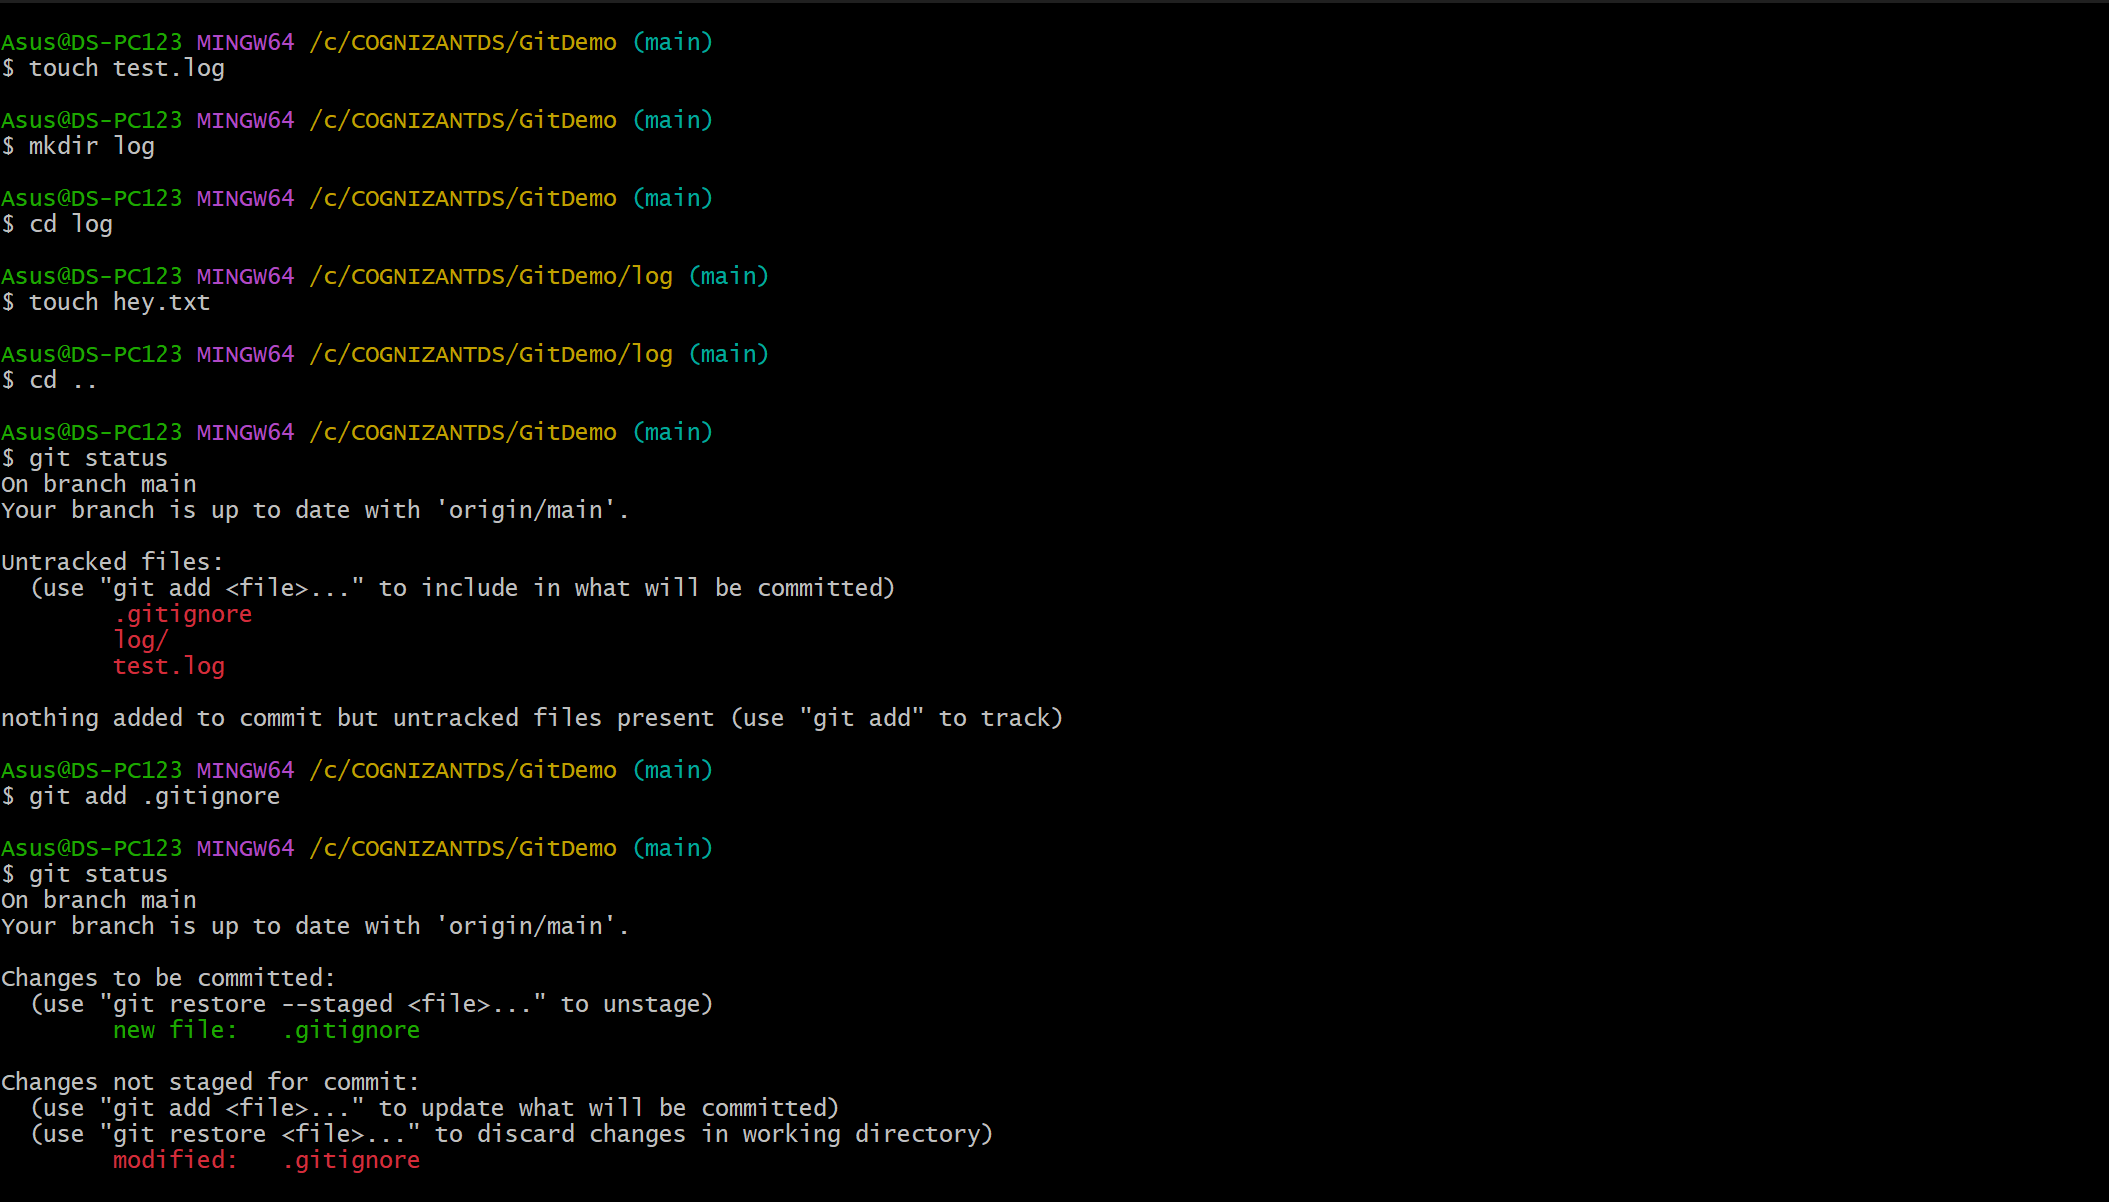 Asus@DS-PC123 MINGW64 /c/COGNIZANTDS/GitDemo (main)
$ touch test.log
Asus@DS-PC123 MINGW64 /c/COGNIZANTDS/GitDemo (main)
$ mkdir log
Asus@DS-PC123 MINGW64 /c/COGNIZANTDS/GitDemo (main)
$ cd log
Asus@DS-PC123 MINGW64 /c/COGNIZANTDS/GitDemo/log (main)
$ touch hey.txt
Asus@DS-PC123 MINGW64 /c/COGNIZANTDS/GitDemo/log (main)
$ cd ..
Asus@DS-PC123 MINGW64 /c/COGNIZANTDS/GitDemo (main)
$ git status
On branch main
Your branch is up to date with 'origin/main'.
Untracked files:
  (use "git add <file>..." to include in what will be committed)
        .gitignore
        log/
        test.log
nothing added to commit but untracked files present (use "git add" to track)
Asus@DS-PC123 MINGW64 /c/COGNIZANTDS/GitDemo (main)
$ git add .gitignore
Asus@DS-PC123 MINGW64 /c/COGNIZANTDS/GitDemo (main)
$ git status
On branch main
Your branch is up to date with 'origin/main'.
Changes to be committed:
  (use "git restore --staged <file>..." to unstage)
        new file:   .gitignore
Changes not staged for commit:
  (use "git add <file>..." to update what will be committed)
  (use "git restore <file>..." to discard changes in working directory)
        modified:   .gitignore